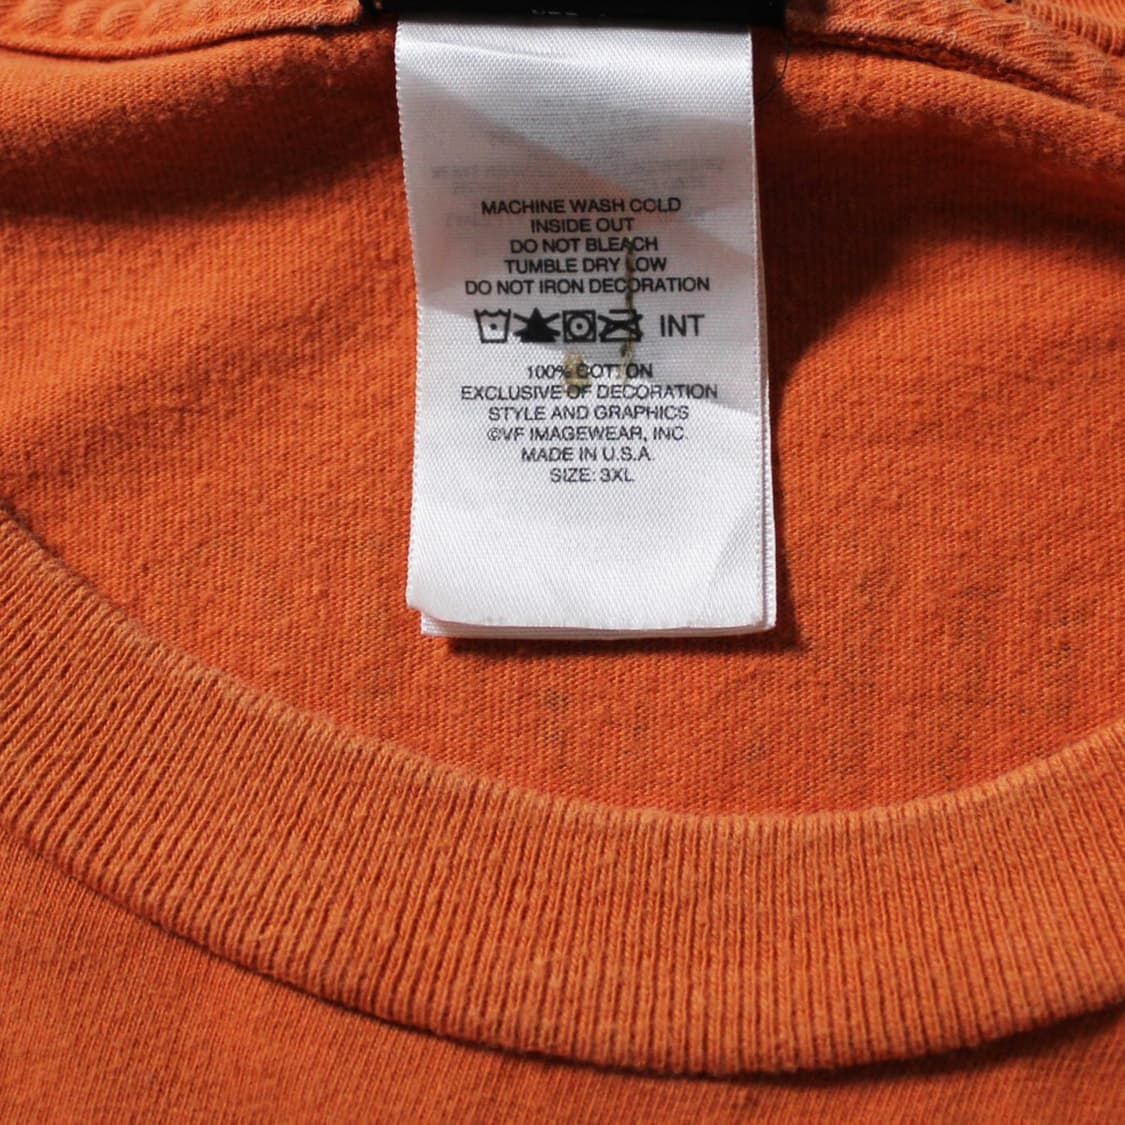 MACHINE WASH COLD
INSIDE OUT
DO NOT BLEACH
TUMBLE DRY LOW
DO NOT IRON DECORATION
INT
100% COTTON
EXCLUSIVE OF DECORATION
STYLE AND GRAPHICS
©VF IMAGEWEAR, INC.
MADE IN U.S.A.
SIZE: 3XL